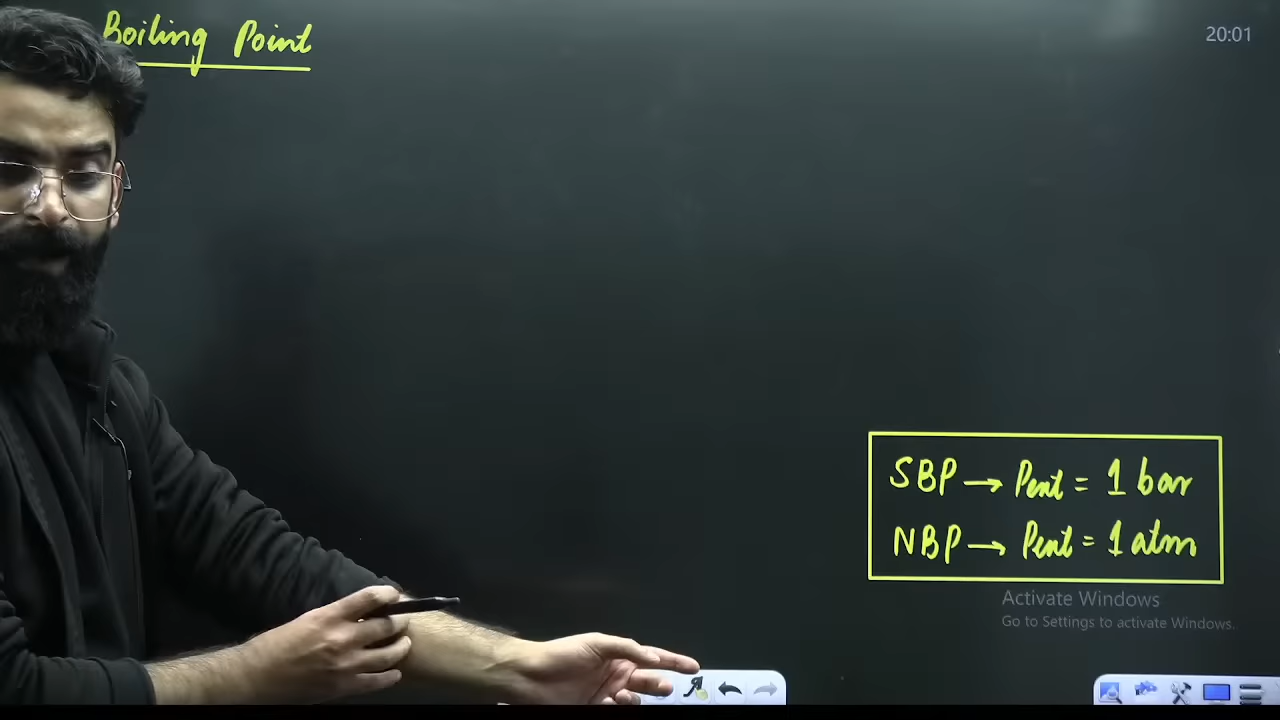 Boiling Point
20:01
SBP → Pext = 1 bar
NBP → Pext = 1 atm
Activate Windows
Go to Settings to activate Windows.